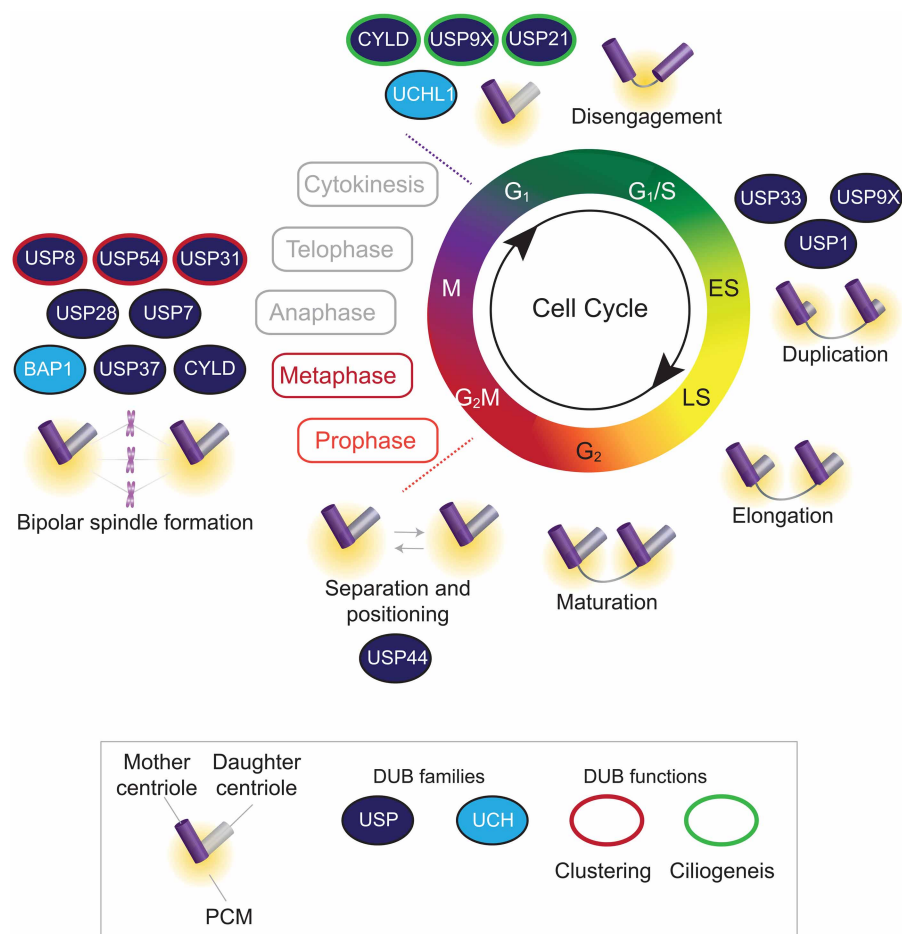 CYLD
USP9X
USP21
UCHL1
Disengagement
Cytokinesis
G₁
G₁/S
USP33
USP9X
USP1
Telophase
USP8
USP54
USP31
M
Cell Cycle
ES
Anaphase
USP28
USP7
Duplication
BAP1
USP37
CYLD
Metaphase
G₂M
LS
Prophase
G₂
Bipolar spindle formation
Elongation
Separation and
positioning
Maturation
USP44
Mother
centriole
Daughter
centriole
PCM
DUB families
USP
UCH
DUB functions
Clustering
Ciliogeneis